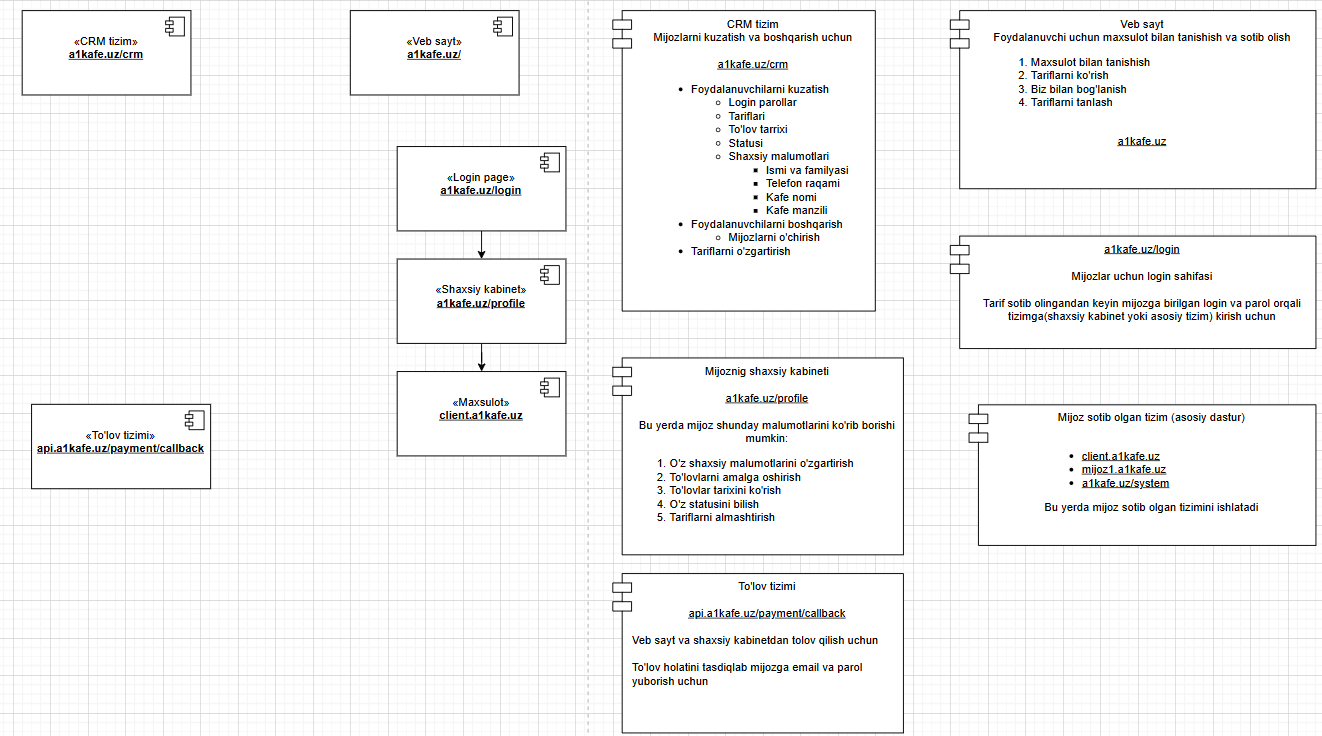 «CRM tizim»
a1kafe.uz/crm
«Veb sayt»
a1kafe.uz/
«Login page»
a1kafe.uz/login
«Shaxsiy kabinet»
a1kafe.uz/profile
«Maxsulot»
client.a1kafe.uz
«To'lov tizimi»
api.a1kafe.uz/payment/callback
CRM tizim
Mijozlarni kuzatish va boshqarish uchun
a1kafe.uz/crm
• Foydalanuvchilarni kuzatish
◦ Login parollar
◦ Tariflari
◦ To'lov tarrixi
◦ Statusi
◦ Shaxsiy malumotlari
▪ Ismi va familyasi
▪ Telefon raqami
▪ Kafe nomi
▪ Kafe manzili
• Foydalanuvchilarni boshqarish
◦ Mijozlarni o'chirish
• Tariflarni o'zgartirish
Mijoznig shaxsiy kabineti
a1kafe.uz/profile
Bu yerda mijoz shunday malumotlarini ko'rib borishi
mumkin:
1. O'z shaxsiy malumotlarini o'zgartirish
2. To'lovlarni amalga oshirish
3. To'lovlar tarixini ko'rish
4. O'z statusini bilish
5. Tariflarni almashtirish
To'lov tizimi
api.a1kafe.uz/payment/callback
Veb sayt va shaxsiy kabinetdan tolov qilish uchun
To'lov holatini tasdiqlab mijozga email va parol
yuborish uchun
Veb sayt
Foydalanuvchi uchun maxsulot bilan tanishish va sotib olish
1. Maxsulot bilan tanishish
2. Tariflarni ko'rish
3. Biz bilan bog'lanish
4. Tariflarni tanlash
a1kafe.uz
a1kafe.uz/login
Mijozlar uchun login sahifasi
Tarif sotib olingandan keyin mijozga birilgan login va parol orqali
tizimga(shaxsiy kabinet yoki asosiy tizim) kirish uchun
Mijoz sotib olgan tizim (asosiy dastur)
• client.a1kafe.uz
• mijoz1.a1kafe.uz
• a1kafe.uz/system
Bu yerda mijoz sotib olgan tizimini ishlatadi